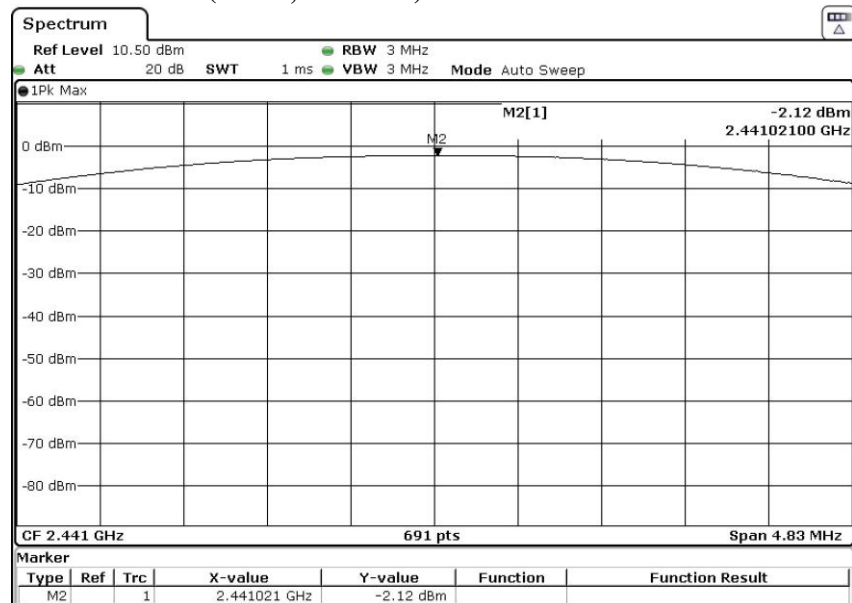 Spectrum
Ref Level 10.50 dBm RBW 3 MHz
Att 20 dB SWT 1 ms VBW 3 MHz Mode Auto Sweep
1Pk Max
M2[1] -2.12 dBm
2.44102100 GHz
M2
0 dBm
-10 dBm
-20 dBm
-30 dBm
-40 dBm
-50 dBm
-60 dBm
-70 dBm
-80 dBm
CF 2.441 GHz 691 pts Span 4.83 MHz
Marker
Type Ref Trc X-value Y-value Function Function Result
M2 1 2.441021 GHz -2.12 dBm